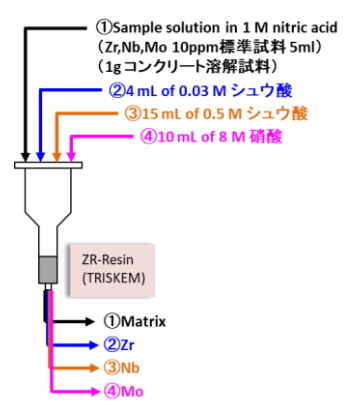 ①Sample solution in 1 M nitric acid
（Zr,Nb,Mo 10ppm標準試料 5ml）
（1g コンクリート溶解試料）
②4 mL of 0.03 M シュウ酸
③15 mL of 0.5 M シュウ酸
④10 mL of 8 M 硝酸
ZR-Resin
(TRISKEM)
①Matrix
②Zr
③Nb
④Mo